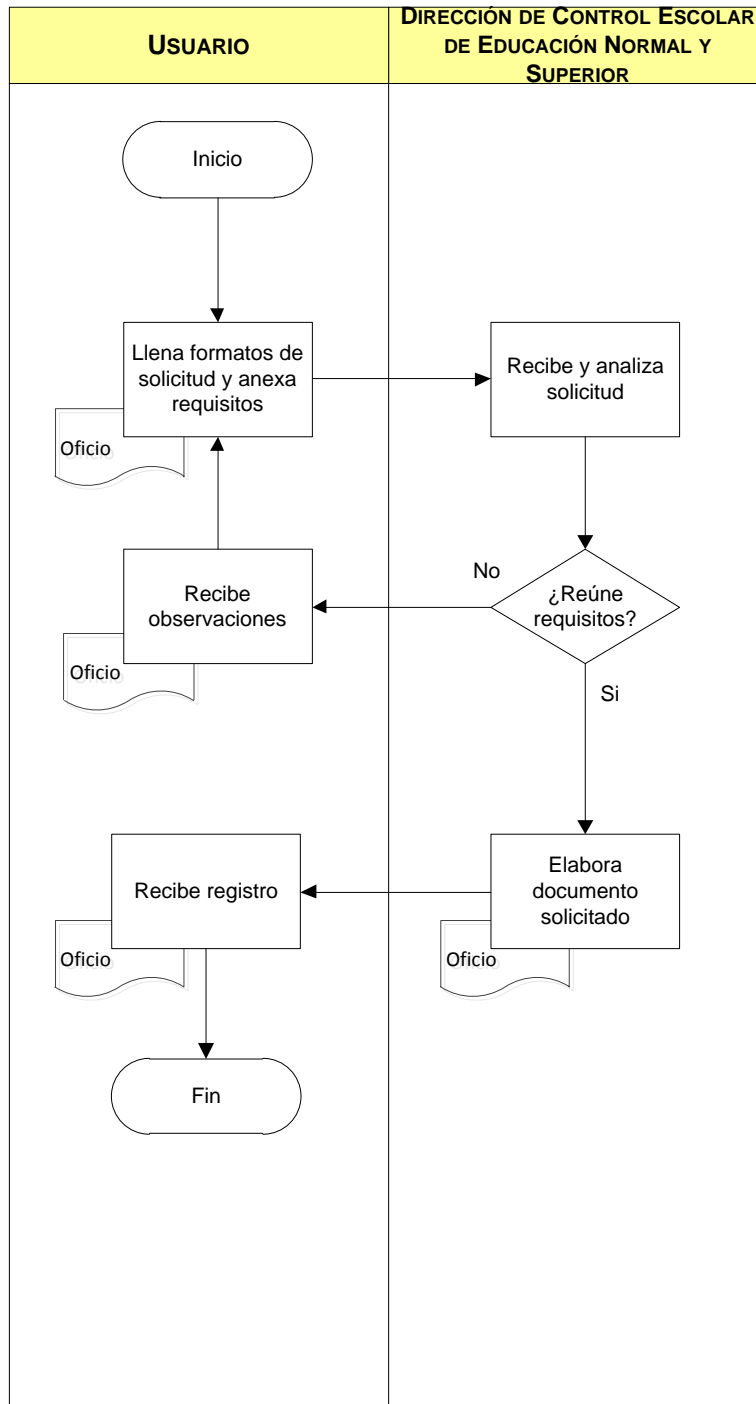 USUARIO
DIRECCIÓN DE CONTROL ESCOLAR
DE EDUCACIÓN NORMAL Y
SUPERIOR
Inicio
Llena formatos de
solicitud y anexa
requisitos
Oficio
Recibe y analiza
solicitud
¿Reúne
requisitos?
No
Si
Recibe
observaciones
Oficio
Elabora
documento
solicitado
Oficio
Recibe registro
Oficio
Fin